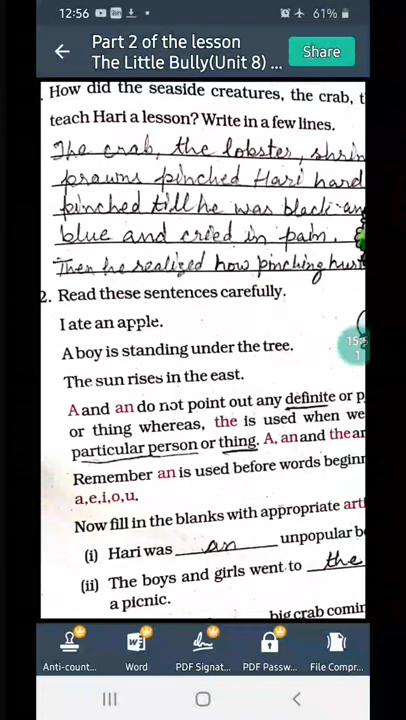 12:56 61%
Part 2 of the lesson
The Little Bully(Unit 8) ...
Share
. How did the seaside creatures, the crab, t
teach Hari a lesson? Write in a few lines.
The crab, the lobster, shrim
prawns pinched Hari hard
pinched till he was black an
blue and cried in pain.
Then he realized how pinching hurt
2. Read these sentences carefully.
I ate an apple.
A boy is standing under the tree.
The sun rises in the east.
A and an do not point out any definite or p
or thing whereas, the is used when we
particular person or thing. A, an and the ar
Remember an is used before words beginn
a,e,i,o,u.
Now fill in the blanks with appropriate arti
(i) Hari was an unpopular b
(ii) The boys and girls went to the
a picnic.
big crab comin
Anti-count... Word PDF Signat... PDF Passw... File Compr...